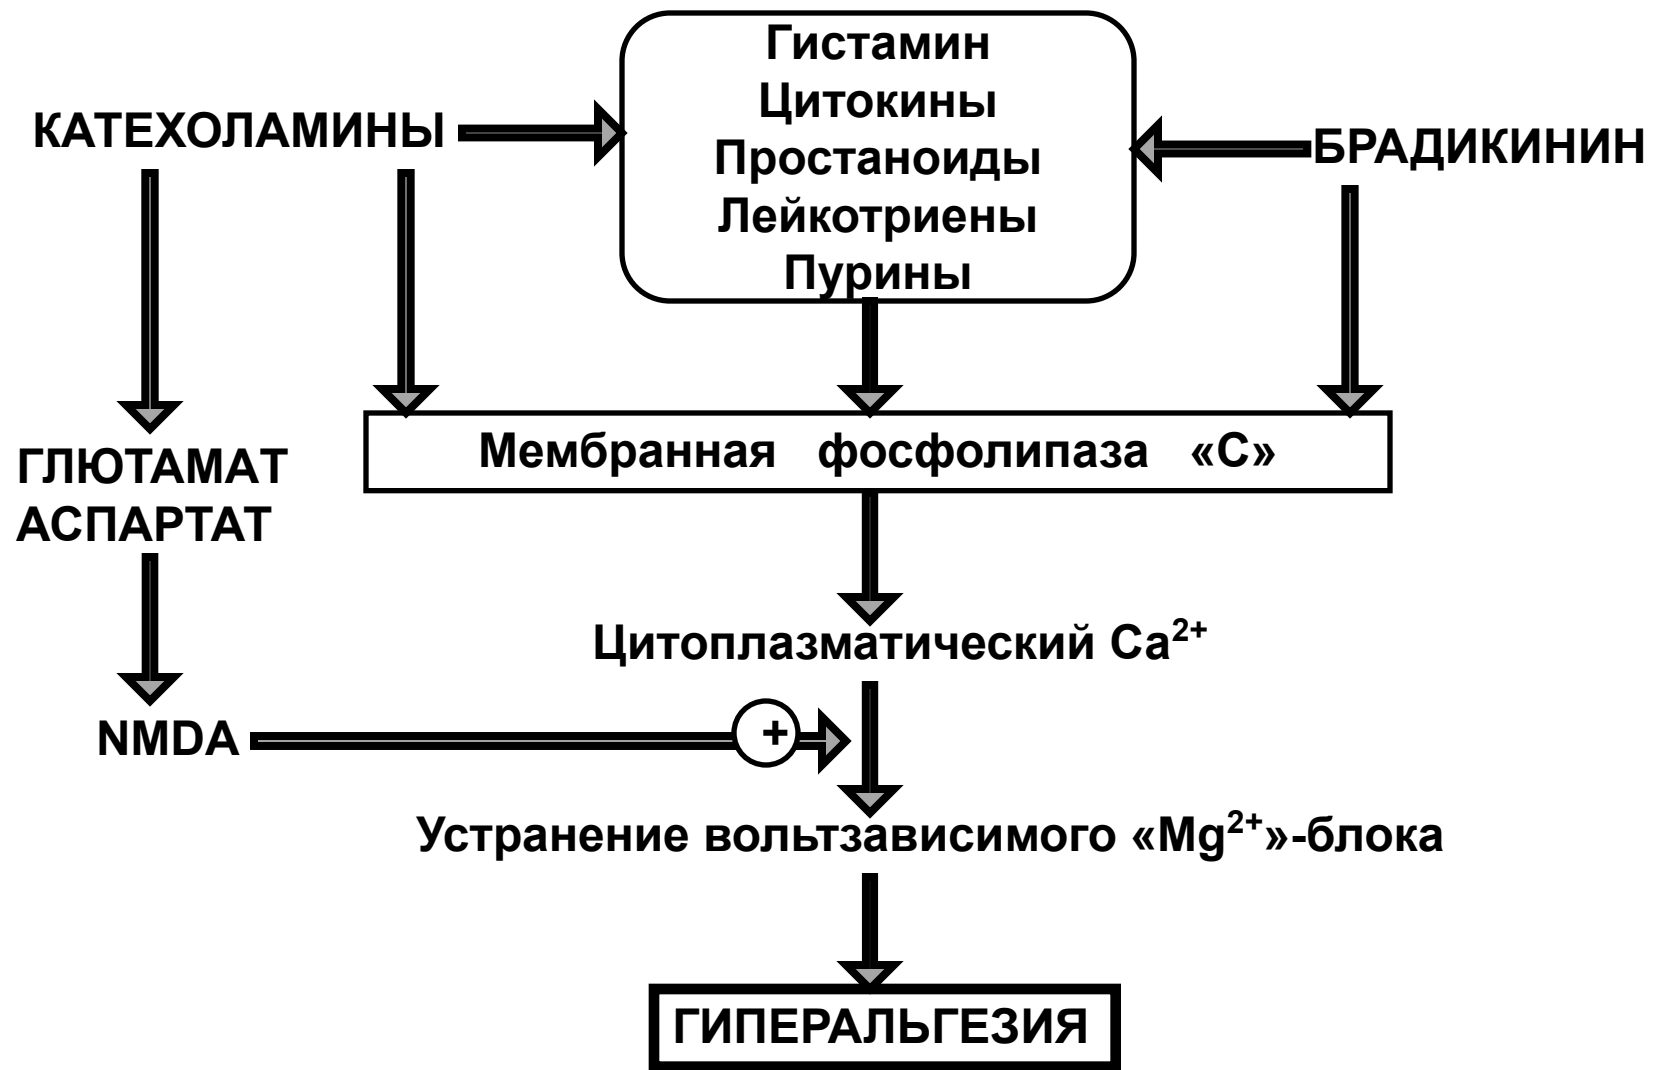 Гистамин
Цитокины
Простаноиды
Лейкотриены
Пурины
КАТЕХОЛАМИНЫ
БРАДИКИНИН
Мембранная фосфолипаза «С»
ГЛЮТАМАТ
АСПАРТАТ
Цитоплазматический Ca²⁺
NMDA
+
Устранение вольтзависимого «Mg²⁺»-блока
ГИПЕРАЛЬГЕЗИЯ